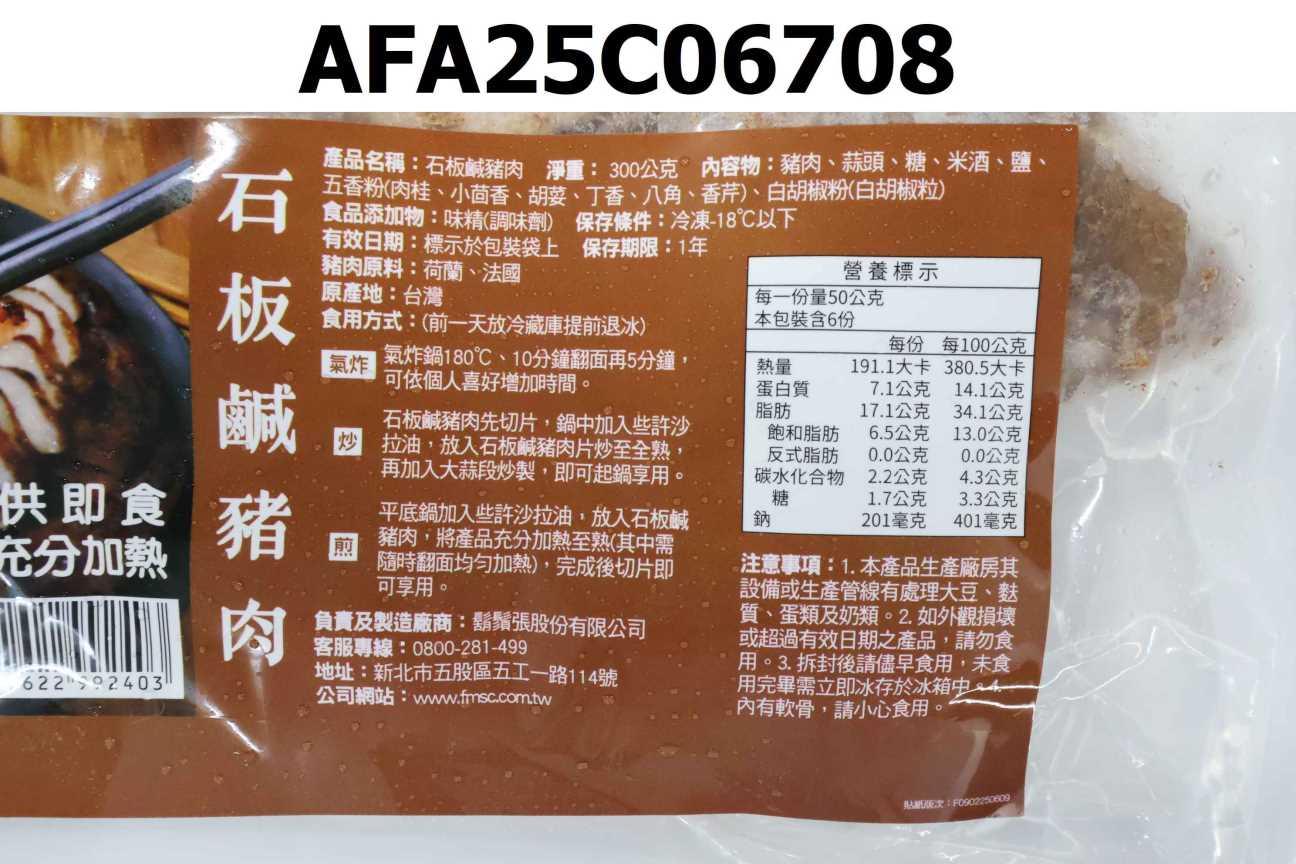 AFA25C06708
石板鹹豬肉
產品名稱：石板鹹豬肉 淨重：300公克 內容物：豬肉、蒜頭、糖、米酒、鹽、
五香粉(肉桂、小茴香、胡荽、丁香、八角、香芹)、白胡椒粉(白胡椒粒)
食品添加物：味精(調味劑) 保存條件：冷凍-18℃以下
有效日期：標示於包裝袋上 保存期限：1年
豬肉原料：荷蘭、法國
原產地：台灣
食用方式：(前一天放冷藏庫提前退冰)
氣炸 氣炸鍋180℃、10分鐘翻面再5分鐘，
可依個人喜好增加時間。
炒 石板鹹豬肉先切片，鍋中加入些許沙
拉油，放入石板鹹豬肉片炒至全熟，
再加入大蒜段炒製，即可起鍋享用。
煎 平底鍋加入些許沙拉油，放入石板鹹
豬肉，將產品充分加熱至熟(其中需
隨時翻面均勻加熱)，完成後切片即
可享用。
負責及製造廠商：鬍鬚張股份有限公司
客服專線：0800-281-499
地址：新北市五股區五工一路114號
公司網站：www.fmsc.com.tw
營養標示
每一份量50公克
本包裝含6份
每份 每100公克
熱量 191.1大卡 380.5大卡
蛋白質 7.1公克 14.1公克
脂肪 17.1公克 34.1公克
飽和脂肪 6.5公克 13.0公克
反式脂肪 0.0公克 0.0公克
碳水化合物 2.2公克 4.3公克
糖 1.7公克 3.3公克
鈉 201毫克 401毫克
注意事項：1. 本產品生產廠房其
設備或生產管線有處理大豆、麩
質、蛋類及奶類。2. 如外觀損壞
或超過有效日期之產品，請勿食
用。3. 拆封後請儘早食用，未食
用完畢需立即冰存於冰箱中。4.
內有軟骨，請小心食用。
貼紙版次：F0902250609
供即食
充分加熱
622 992403